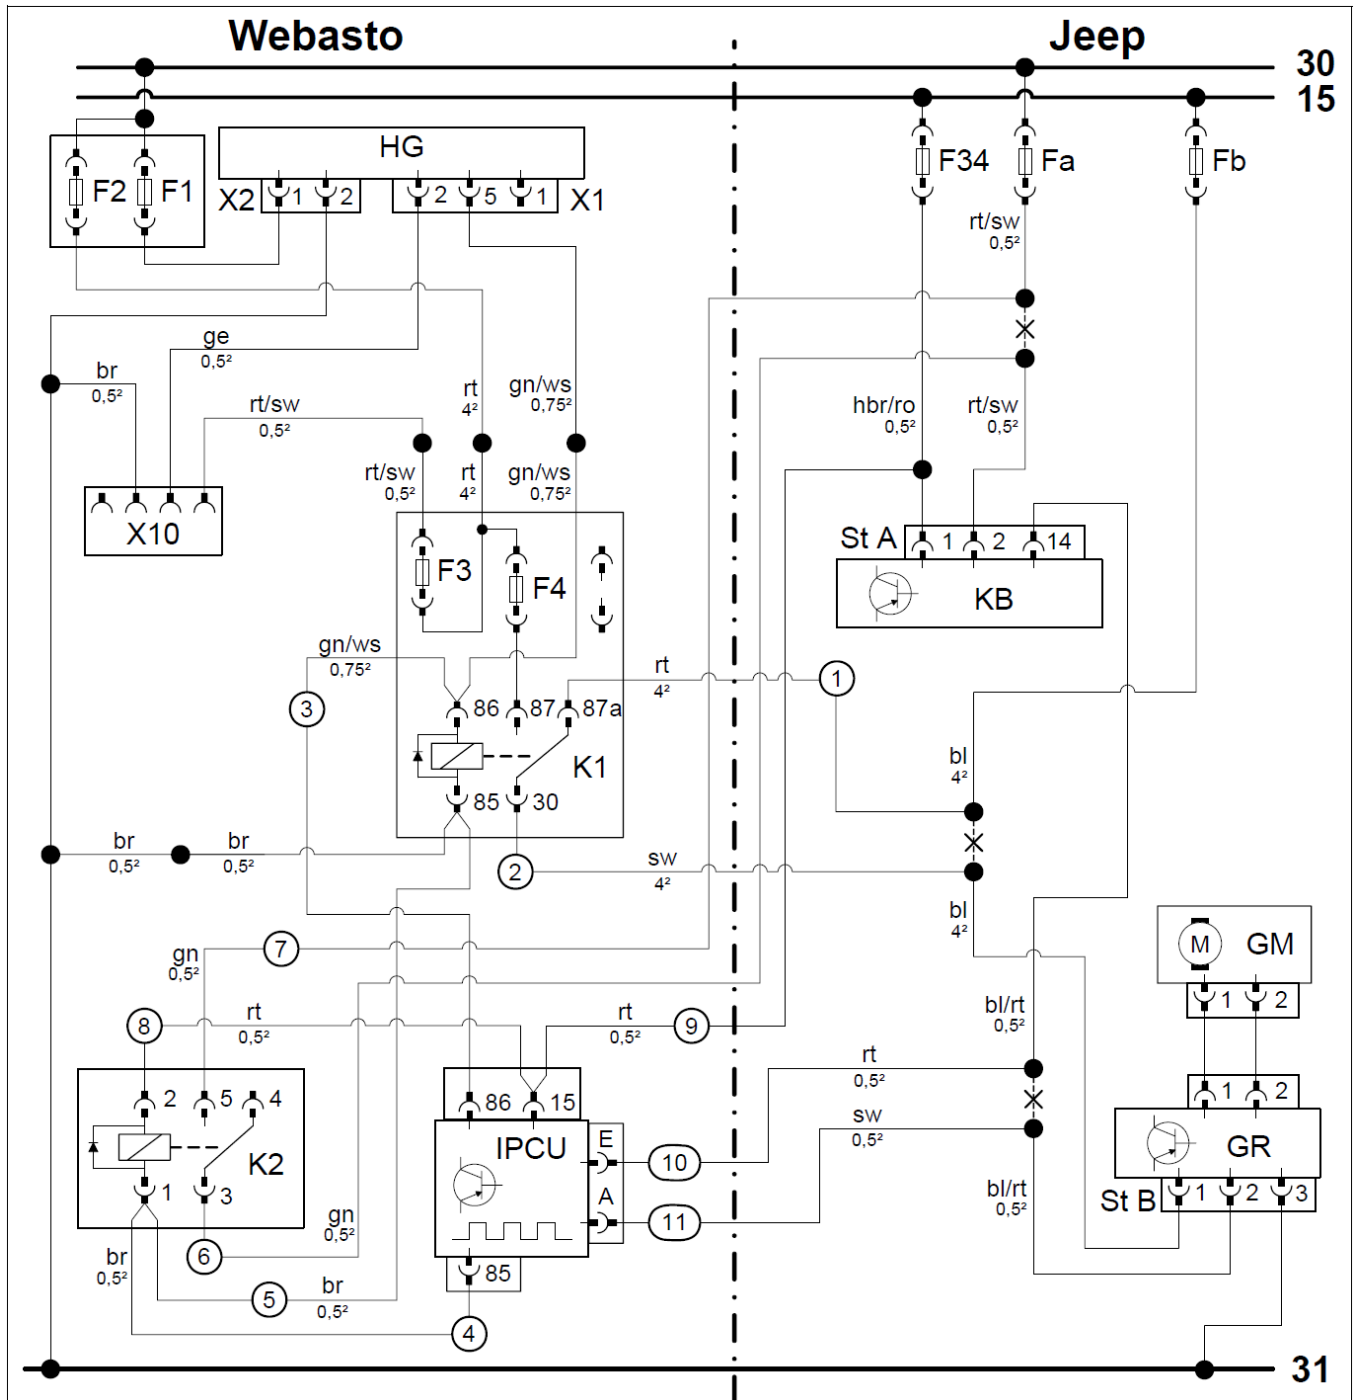 Webasto Jeep
30
15
HG
F2 F1
X2 1 2 2 5 1 X1
F34 Fa Fb
rt/sw
0,5²
ge
0,5²
br
0,5²
rt/sw
0,5²
rt
4²
gn/ws
0,75²
hbr/ro
0,5²
rt/sw
0,5²
rt/sw
0,5²
rt
4²
gn/ws
0,75²
X10
St A 1 2 14
KB
F3 F4
gn/ws
0,75²
rt
4²
1
3
86 87 87a
K1
85 30
bl
4²
br
0,5²
br
0,5²
2
sw
4²
bl
4²
gn
0,5²
7
GM
M
1 2
8
rt
0,5²
rt
0,5²
9
bl/rt
0,5²
rt
0,5²
2 5 4
K2
1 3
86 15
IPCU
E
A
85
10
11
sw
0,5²
1 2
GR
St B 1 2 3
bl/rt
0,5²
gn
0,5²
6
br
0,5²
5
br
0,5²
4
31